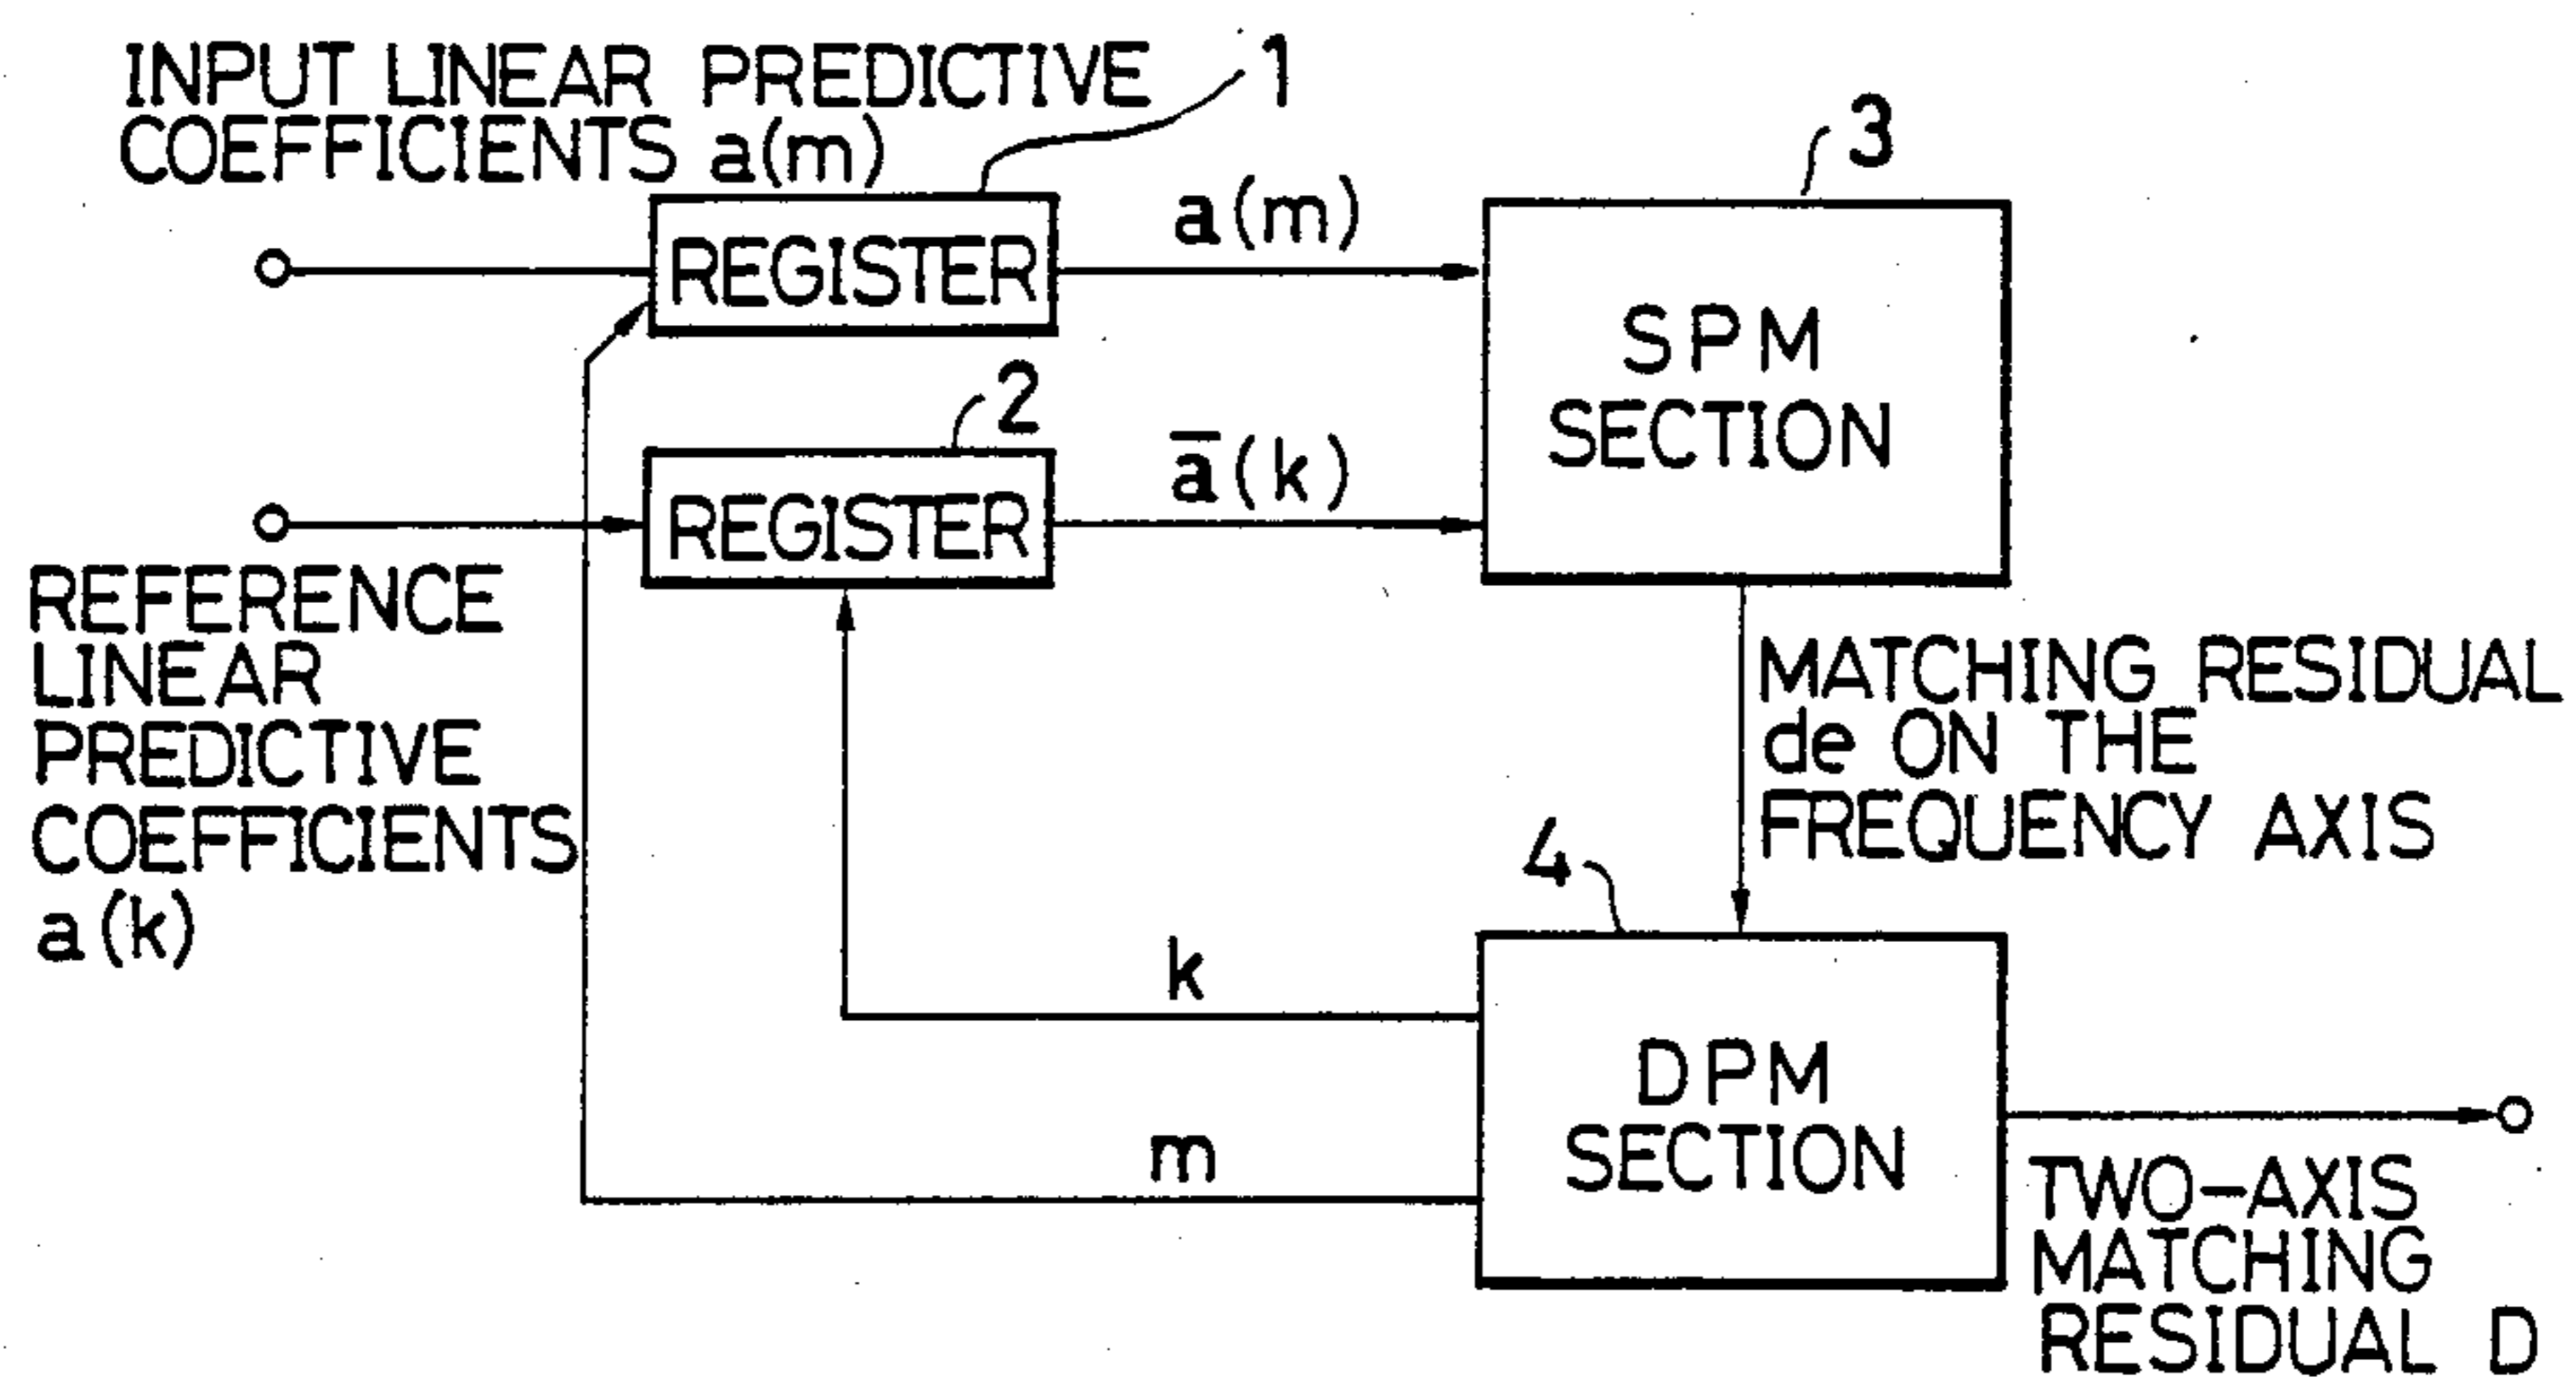 INPUT LINEAR PREDICTIVE
COEFFICIENTS a(m)
1
REGISTER
a(m)
3
SPM
SECTION
2
REGISTER
a̅(k)
REFERENCE
LINEAR
PREDICTIVE
COEFFICIENTS
a(k)
MATCHING RESIDUAL
de ON THE
FREQUENCY AXIS
4
k
m
DPM
SECTION
TWO-AXIS
MATCHING
RESIDUAL D